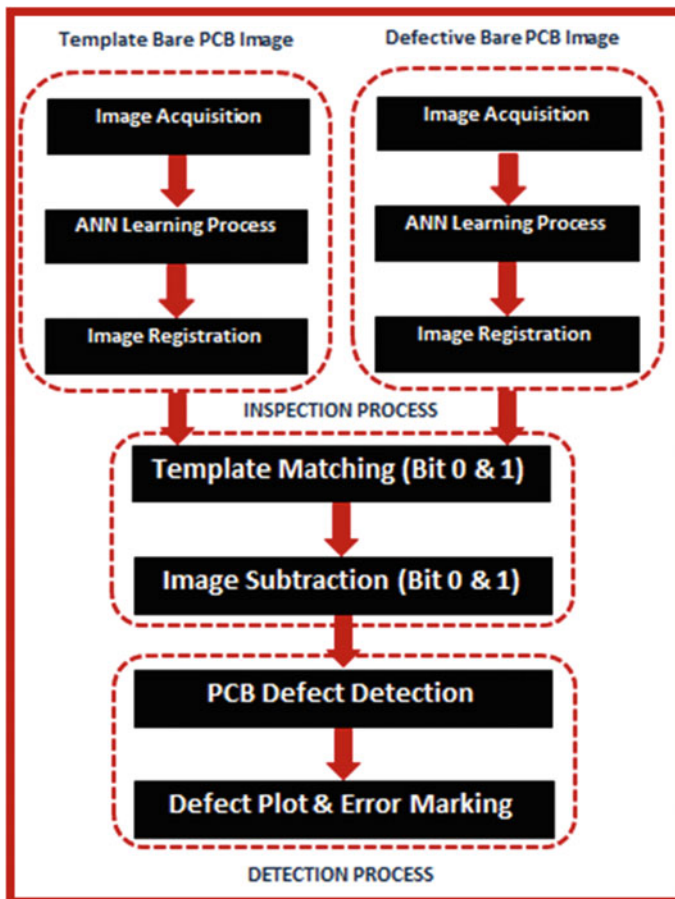 Template Bare PCB Image
Image Acquisition
ANN Learning Process
Image Registration
Defective Bare PCB Image
Image Acquisition
ANN Learning Process
Image Registration
INSPECTION PROCESS
Template Matching (Bit 0 & 1)
Image Subtraction (Bit 0 & 1)
PCB Defect Detection
Defect Plot & Error Marking
DETECTION PROCESS